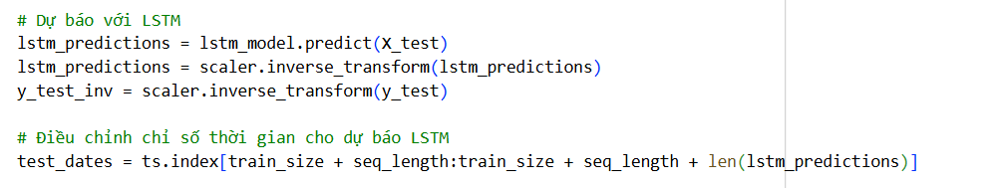 # Dự báo với LSTM
lstm_predictions = lstm_model.predict(X_test)
lstm_predictions = scaler.inverse_transform(lstm_predictions)
y_test_inv = scaler.inverse_transform(y_test)
# Điều chỉnh chỉ số thời gian cho dự báo LSTM
test_dates = ts.index[train_size + seq_length:train_size + seq_length + len(lstm_predictions)]